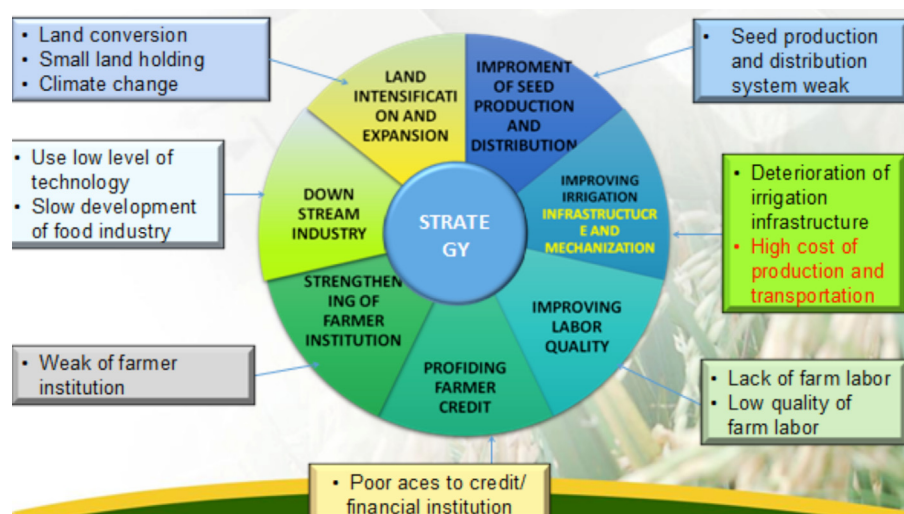 • Land conversion
• Small land holding
• Climate change
LAND
INTENSIFICATI
ON AND
EXPANSION
IMPROMENT
OF SEED
PRODUCTION
AND
DISTRIBUTION
• Seed production
and distribution
system weak
• Use low level of
technology
• Slow development
of food industry
DOWN
STREAM
INDUSTRY
STRATE
GY
IMPROVING
IRRIGATION
INFRASTRUCTUCR
E AND
MECHANIZATION
• Deterioration of
irrigation
infrastructure
• High cost of
production and
transportation
STRENGTHEN
ING OF
FARMER
INSTITUTION
IMPROVING
LABOR
QUALITY
• Weak of farmer
institution
PROFIDING
FARMER
CREDIT
• Lack of farm labor
• Low quality of
farm labor
• Poor aces to credit/
financial institution